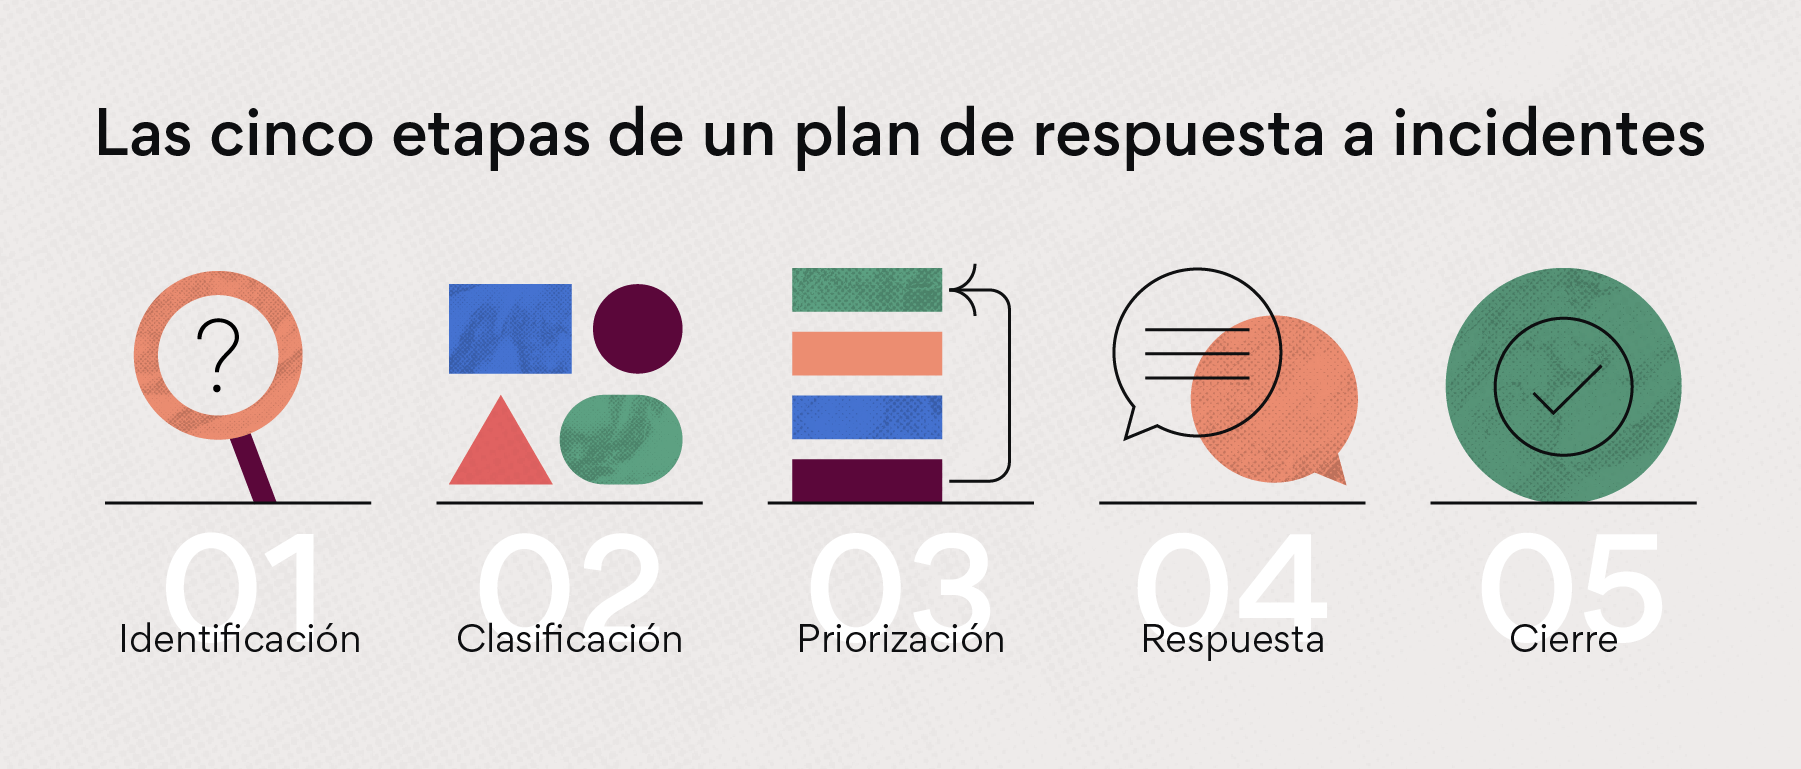 Las cinco etapas de un plan de respuesta a incidentes
?
01
Identificación
02
Clasificación
03
Priorización
04
Respuesta
05
Cierre